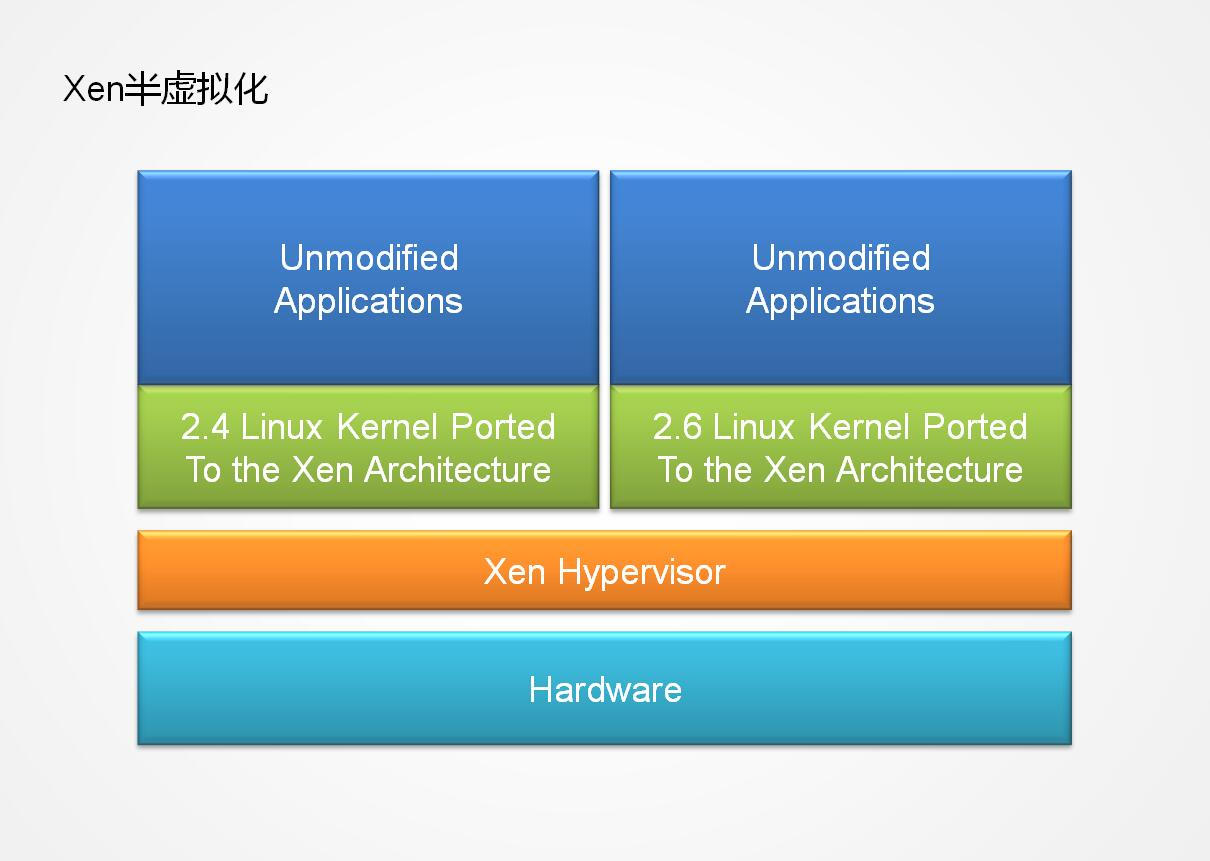 Xen半虚拟化
Unmodified
Applications
Unmodified
Applications
2.4 Linux Kernel Ported
To the Xen Architecture
2.6 Linux Kernel Ported
To the Xen Architecture
Xen Hypervisor
Hardware